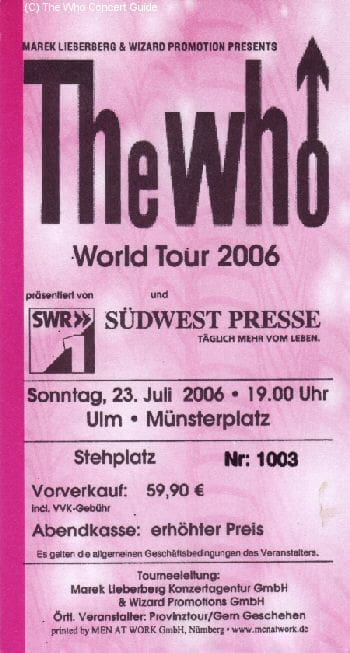 (C) The Who Concert Guide
MAREK LIEBERBERG & WIZARD PROMOTION PRESENTS
The Who
World Tour 2006
präsentiert von und
SWR>> SÜDWEST PRESSE
1
TÄGLICH MEHR VOM LEBEN.
Sonntag, 23. Juli 2006 • 19.00 Uhr
Ulm • Münsterplatz
Stehplatz Nr: 1003
Vorverkauf: 59,90 €
incl. VVK-Gebühr
Abendkasse: erhöhter Preis
Es gelten die allgemeinen Geschäftsbedingungen des Veranstalters.
Tourneeleitung:
Marek Lieberberg Konzertagentur GmbH
& Wizard Promotions GmbH
Örtl. Veranstalter: Provinztour/Gern Geschehen
printed by MEN AT WORK GmbH, Nürnberg · www.menatwork.de